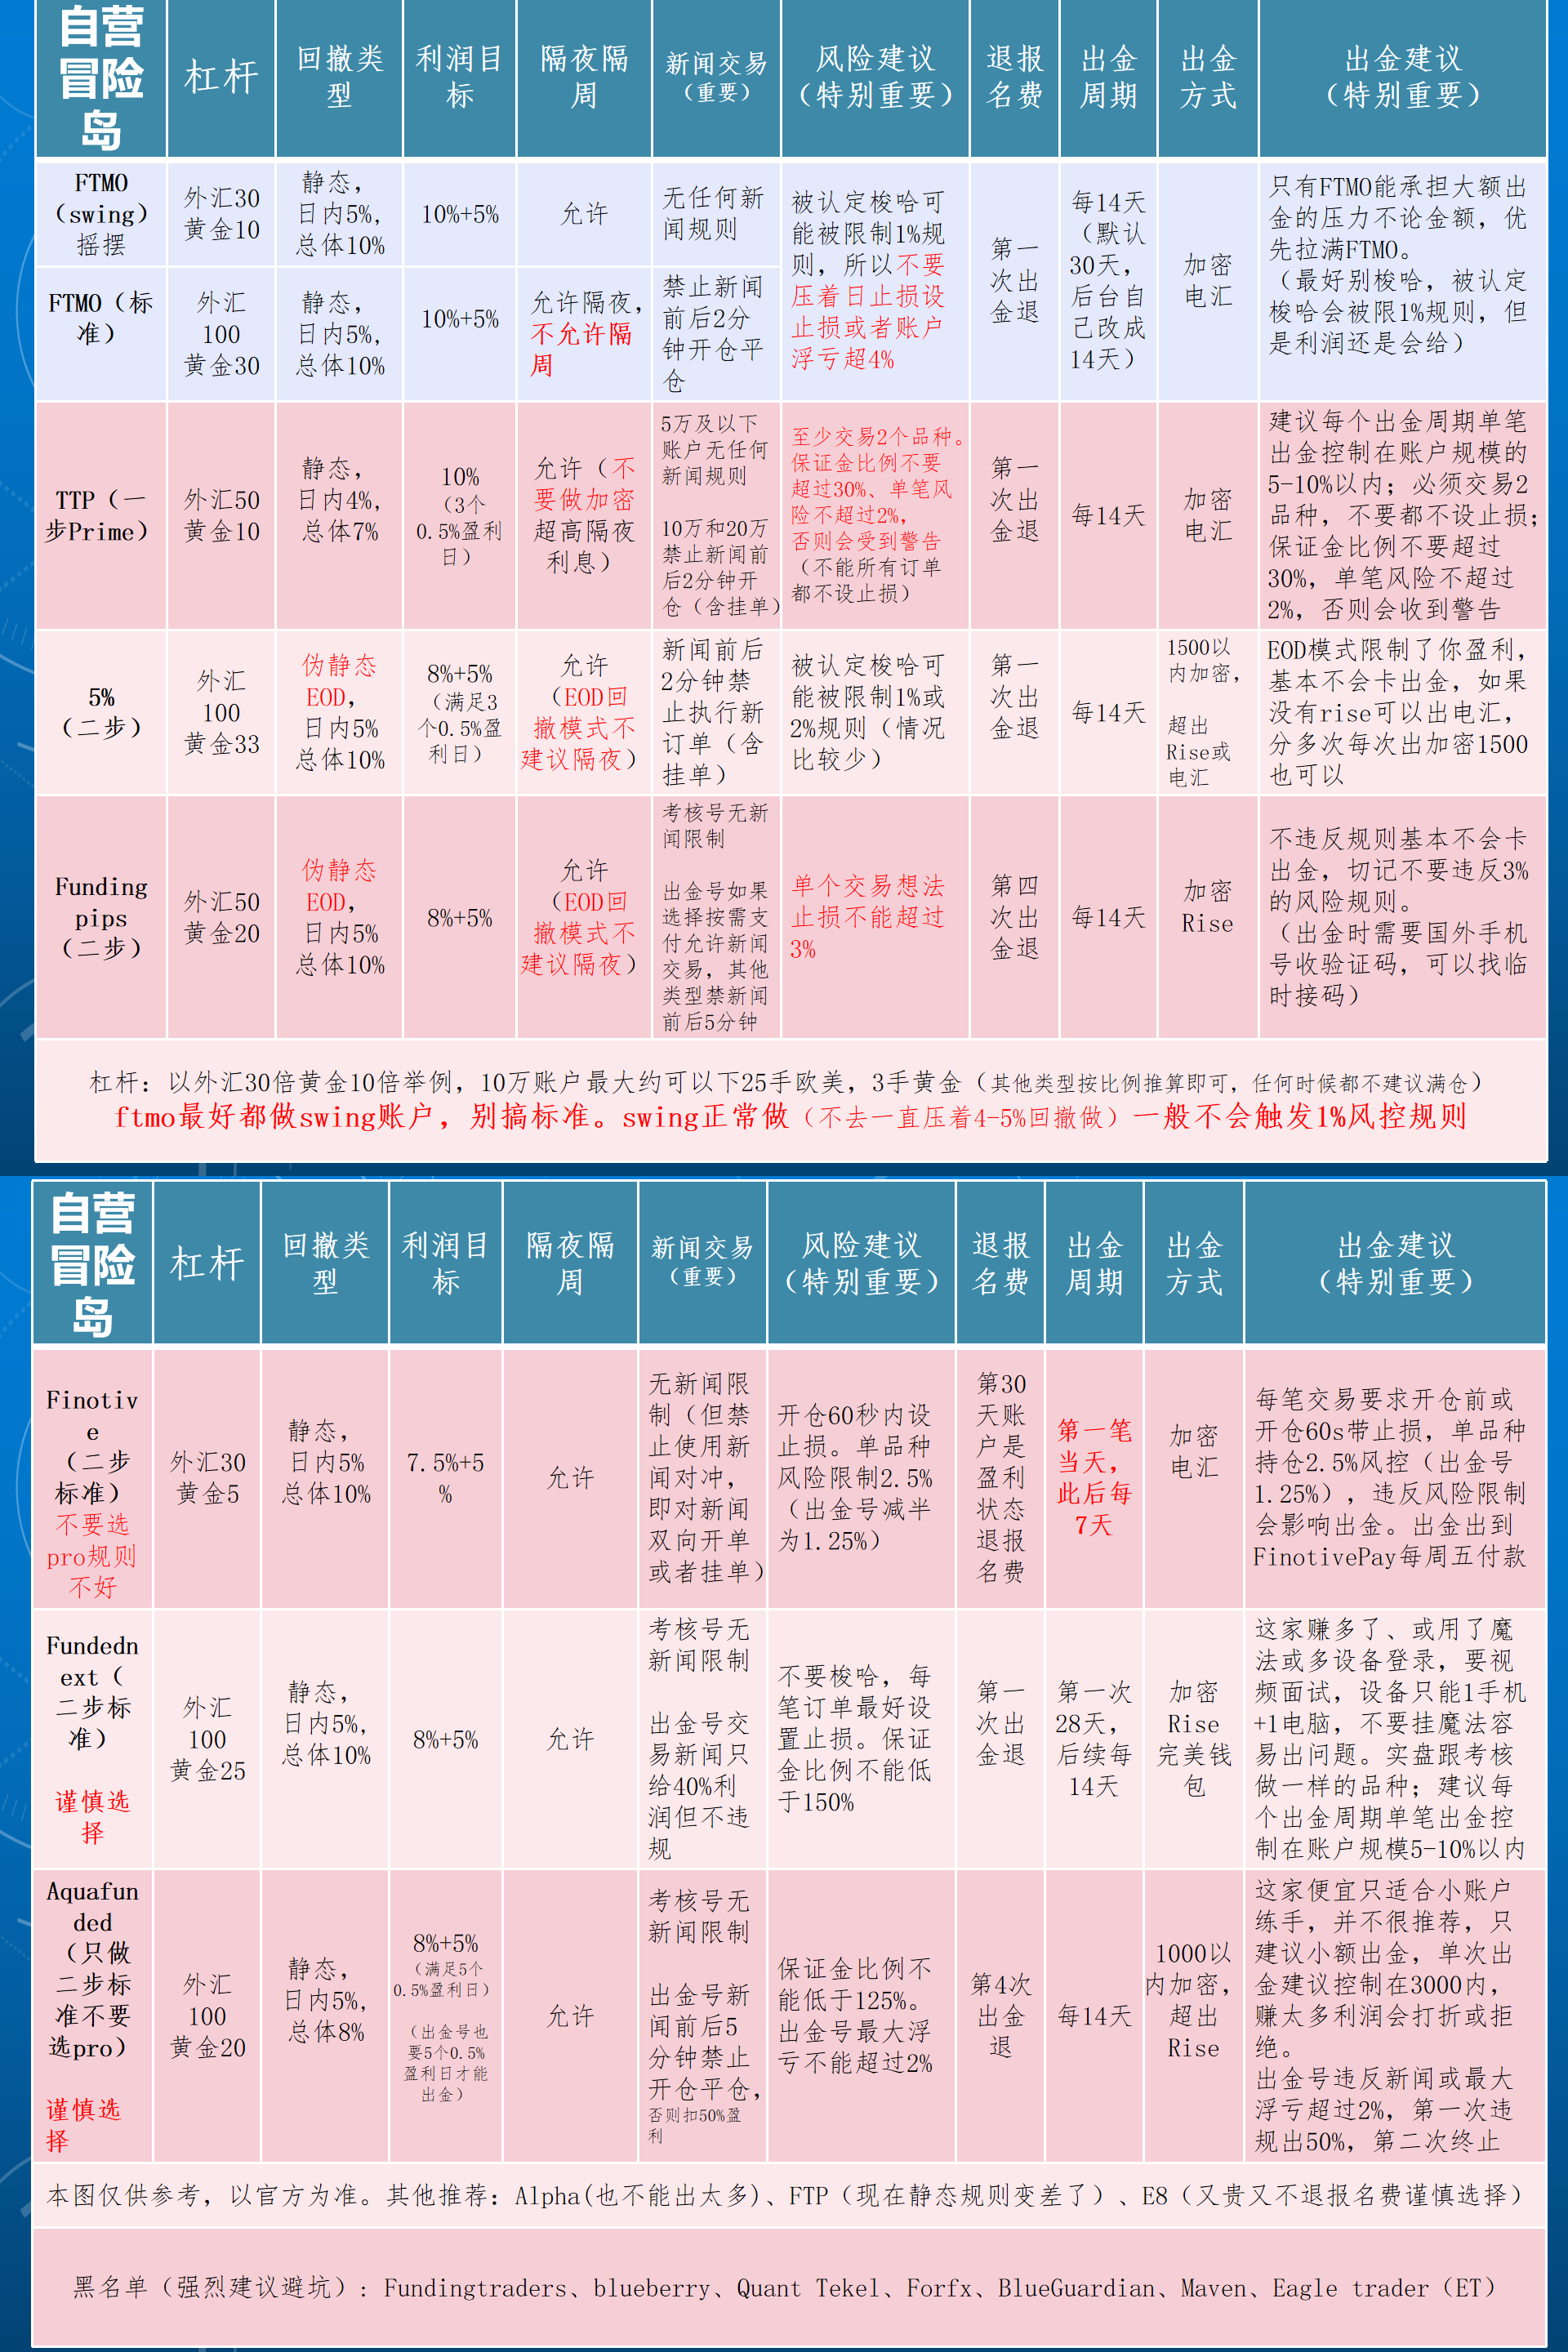 自营
冒险
岛
杠杆
回撤类
型
利润目
标
隔夜隔
周
新闻交易
（重要）
风险建议
（特别重要）
退报
名费
出金
周期
出金
方式
出金建议
（特别重要）
FTMO
（swing）
摇摆
外汇30
黄金10
静态，
日内5%，
总体10%
10%+5%
允许
无任何新
闻规则
被认定梭哈可
能被限制1%规
则，所以不要
压着日止损设
止损或者账户
浮亏超4%
第一
次出
金退
每14天
（默认
30天，
后台自
己改成
14天）
加密
电汇
只有FTMO能承担大额出
金的压力不论金额，优
先拉满FTMO。
（最好别梭哈，被认定
梭哈会被限1%规则，但
是利润还是会给）
FTMO（标
准）
外汇
100
黄金30
静态，
日内5%，
总体10%
10%+5%
允许隔夜，
不允许隔
周
禁止新闻
前后2分
钟开仓平
仓
TTP（一
步Prime）
外汇50
黄金10
静态，
日内4%，
总体7%
10%
（3个
0.5%盈利
日）
允许（不
要做加密
超高隔夜
利息）
5万及以下
账户无任何
新闻规则
10万和20万
禁止新闻前
后2分钟开
仓（含挂单）
至少交易2个品种。
保证金比例不要
超过30%、单笔风
险不超过2%，
否则会受到警告
（不能所有订单
都不设止损）
第一
次出
金退
每14天
加密
电汇
建议每个出金周期单笔
出金控制在账户规模的
5-10%以内；必须交易2
品种，不要都不设止损；
保证金比例不要超过
30%，单笔风险不超过
2%，否则会收到警告
5%
（二步）
外汇
100
黄金33
伪静态
EOD，
日内5%
总体10%
8%+5%
（满足3
个0.5%盈
利日）
允许
（EOD回
撤模式不
建议隔夜）
新闻前后
2分钟禁
止执行新
订单（含
挂单）
被认定梭哈可
能被限制1%或
2%规则（情况
比较少）
第一
次出
金退
每14天
1500以
内加密，
超出
Rise或
电汇
EOD模式限制了你盈利，
基本不会卡出金，如果
没有rise可以出电汇，
分多次每次出加密1500
也可以
Funding
pips
（二步）
外汇50
黄金20
伪静态
EOD，
日内5%
总体10%
8%+5%
允许
（EOD回
撤模式不
建议隔夜）
考核号无新
闻限制
出金号如果
选择按需支
付允许新闻
交易，其他
类型禁新闻
前后5分钟
单个交易想法
止损不能超过
3%
第四
次出
金退
每14天
加密
Rise
不违反规则基本不会卡
出金，切记不要违反3%
的风险规则。
（出金时需要国外手机
号收验证码，可以找临
时接码）
杠杆：以外汇30倍黄金10倍举例，10万账户最大约可以下25手欧美，3手黄金（其他类型按比例推算即可，任何时候都不建议满仓）
ftmo最好都做swing账户，别搞标准。swing正常做（不去一直压着4-5%回撤做）一般不会触发1%风控规则
自营
冒险
岛
杠杆
回撤类
型
利润目
标
隔夜隔
周
新闻交易
（重要）
风险建议
（特别重要）
退报
名费
出金
周期
出金
方式
出金建议
（特别重要）
Finotiv
e
（二步
标准）
不要选
pro规则
不好
外汇30
黄金5
静态，
日内5%
总体10%
7.5%+5
%
允许
无新闻限
制（但禁
止使用新
闻对冲，
即对新闻
双向开单
或者挂单）
开仓60秒内设
止损。单品种
风险限制2.5%
（出金号减半
为1.25%）
第30
天账
户是
盈利
状态
退报
名费
第一笔
当天，
此后每
7天
加密
电汇
每笔交易要求开仓前或
开仓60s带止损，单品种
持仓2.5%风控（出金号
1.25%），违反风险限制
会影响出金。出金出到
FinotivePay每周五付款
Fundedn
ext（
二步标
准）
谨慎选
择
外汇
100
黄金25
静态，
日内5%，
总体10%
8%+5%
允许
考核号无
新闻限制
出金号交
易新闻只
给40%利
润但不违
规
不要梭哈，每
笔订单最好设
置止损。保证
金比例不能低
于150%
第一
次出
金退
第一次
28天，
后续每
14天
加密
Rise
完美钱
包
这家赚多了、或用了魔
法或多设备登录，要视
频面试，设备只能1手机
+1电脑，不要挂魔法容
易出问题。实盘跟考核
做一样的品种；建议每
个出金周期单笔出金控
制在账户规模5-10%以内
Aquafun
ded
（只做
二步标
准不要
选pro）
谨慎选
择
外汇
100
黄金20
静态，
日内5%，
总体8%
8%+5%
（满足5个
0.5%盈利日）
（出金号也
要5个0.5%
盈利日才能
出金）
允许
考核号无
新闻限制
出金号新
闻前后5
分钟禁止
开仓平仓，
否则扣50%盈
利
保证金比例不
能低于125%。
出金号最大浮
亏不能超过2%
第4次
出金
退
每14天
1000以
内加密，
超出
Rise
这家便宜只适合小账户
练手，并不很推荐，只
建议小额出金，单次出
金建议控制在3000内，
赚太多利润会打折或拒
绝。
出金号违反新闻或最大
浮亏超过2%，第一次违
规出50%，第二次终止
本图仅供参考，以官方为准。其他推荐：Alpha(也不能出太多)、FTP（现在静态规则变差了）、E8（又贵又不退报名费谨慎选择）
黑名单（强烈建议避坑）: Fundingtraders、blueberry、Quant Tekel、Forfx、BlueGuardian、Maven、Eagle trader（ET）